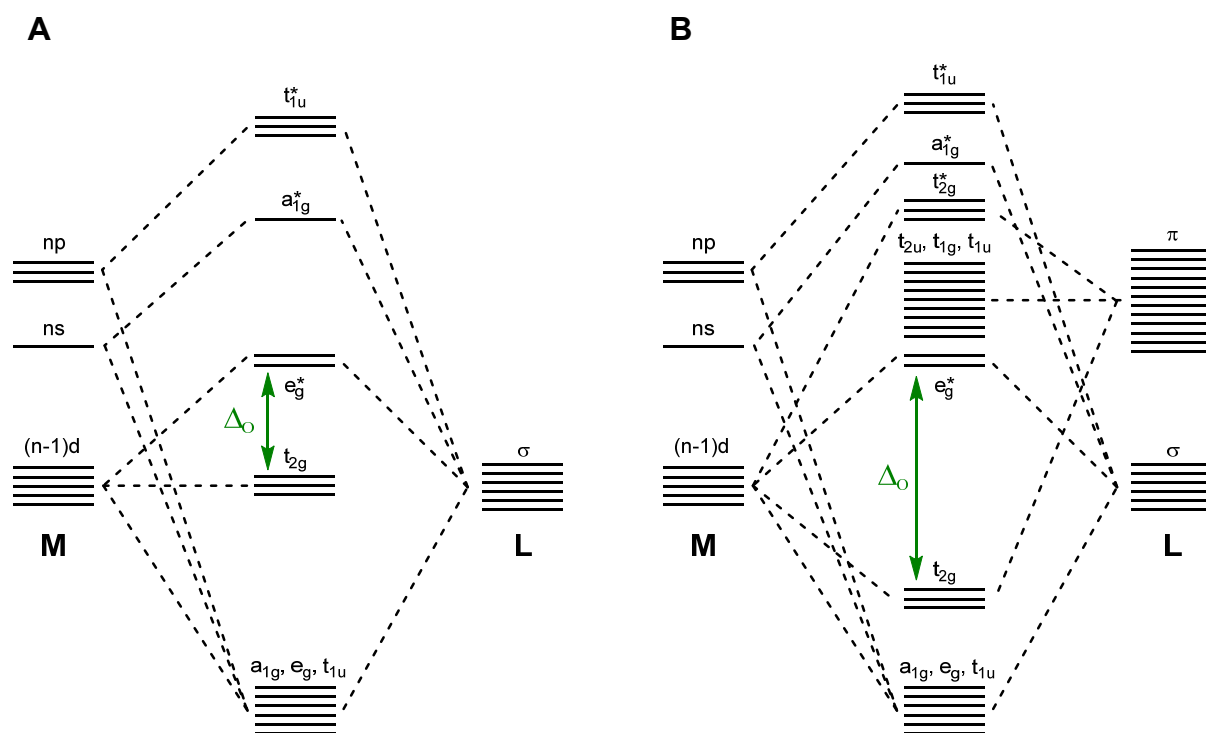 A
t*1u
a*1g
np
ns
e*g
Δo
(n-1)d
t2g
σ
M
L
a1g, eg, t1u
B
t*1u
a*1g
t*2g
t2u, t1g, t1u
π
np
ns
e*g
(n-1)d
σ
Δo
M
L
t2g
a1g, eg, t1u